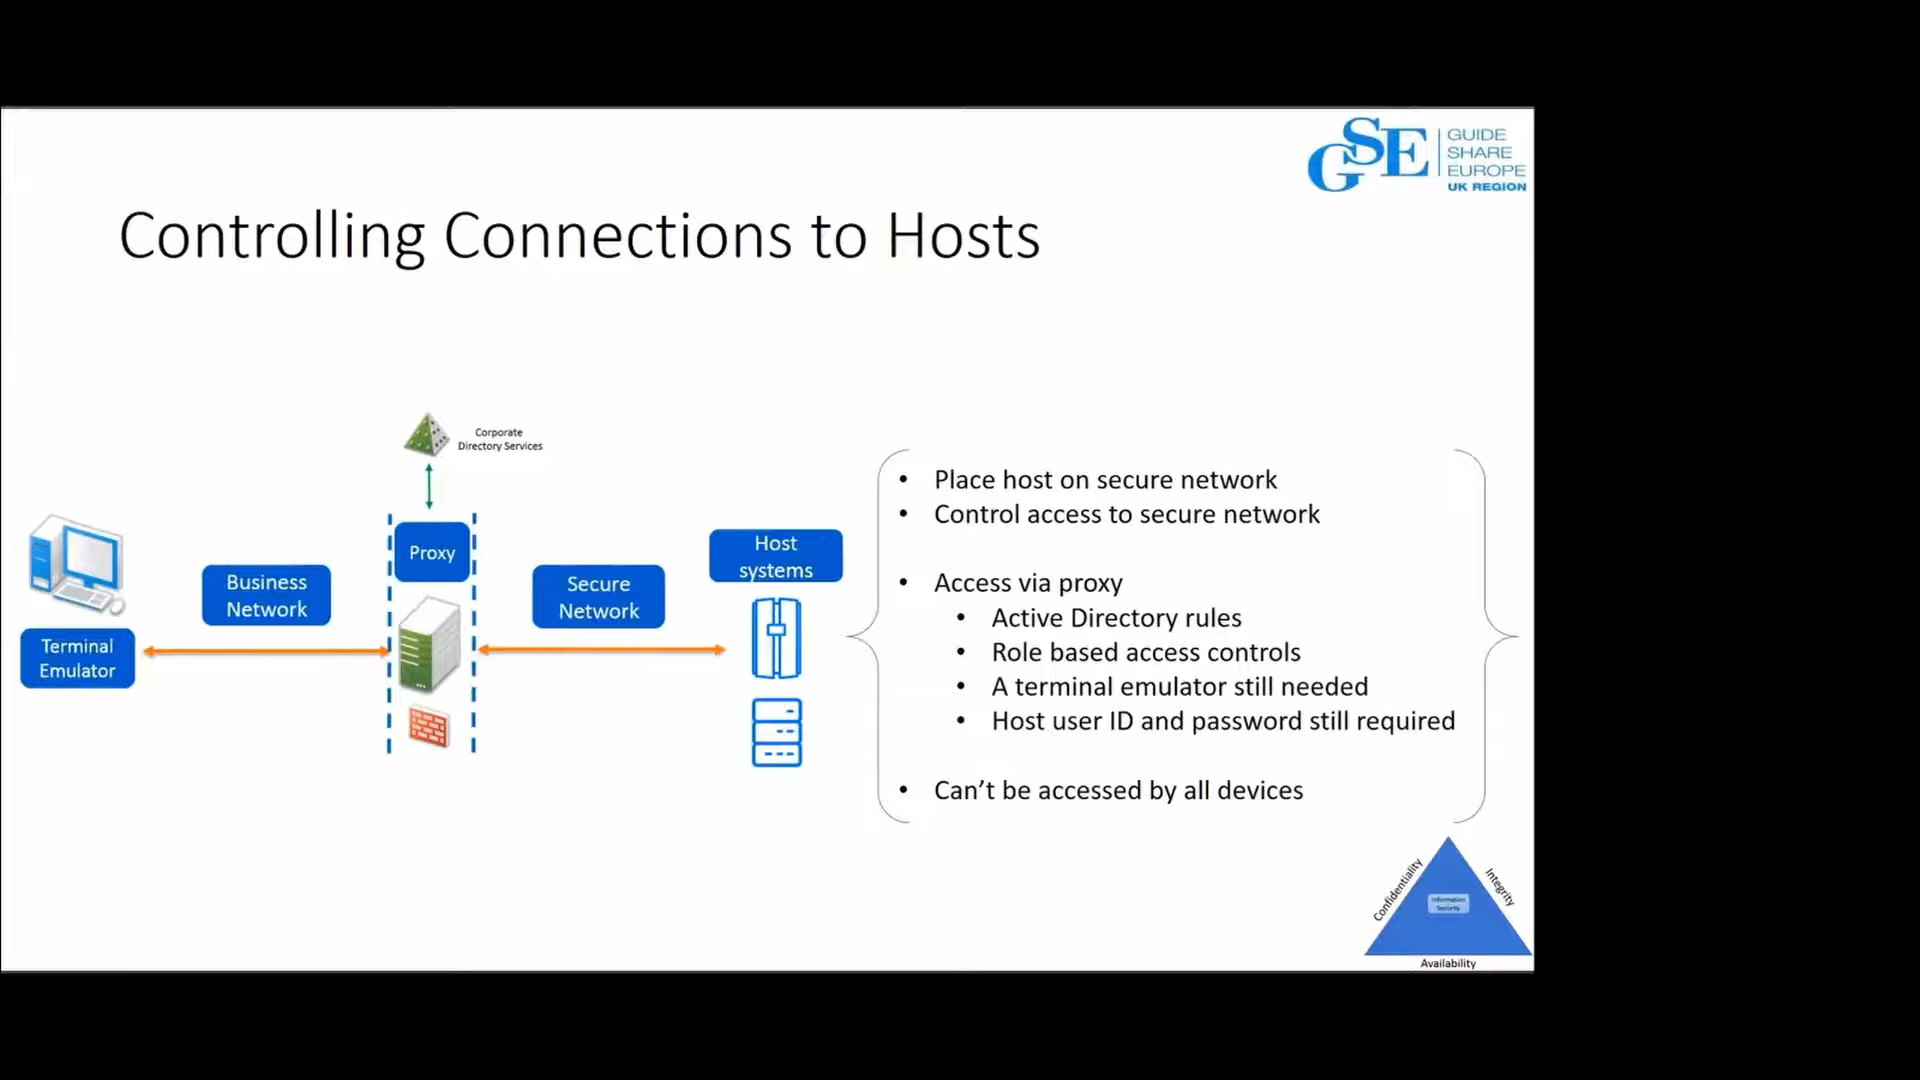 GSE
GUIDE
SHARE
EUROPE
UK REGION
Controlling Connections to Hosts
Corporate
Directory Services
Proxy
Business
Network
Secure
Network
Host
systems
Terminal
Emulator
• Place host on secure network
• Control access to secure network
• Access via proxy
• Active Directory rules
• Role based access controls
• A terminal emulator still needed
• Host user ID and password still required
• Can’t be accessed by all devices
Confidentiality
Integrity
Information
Security
Availability